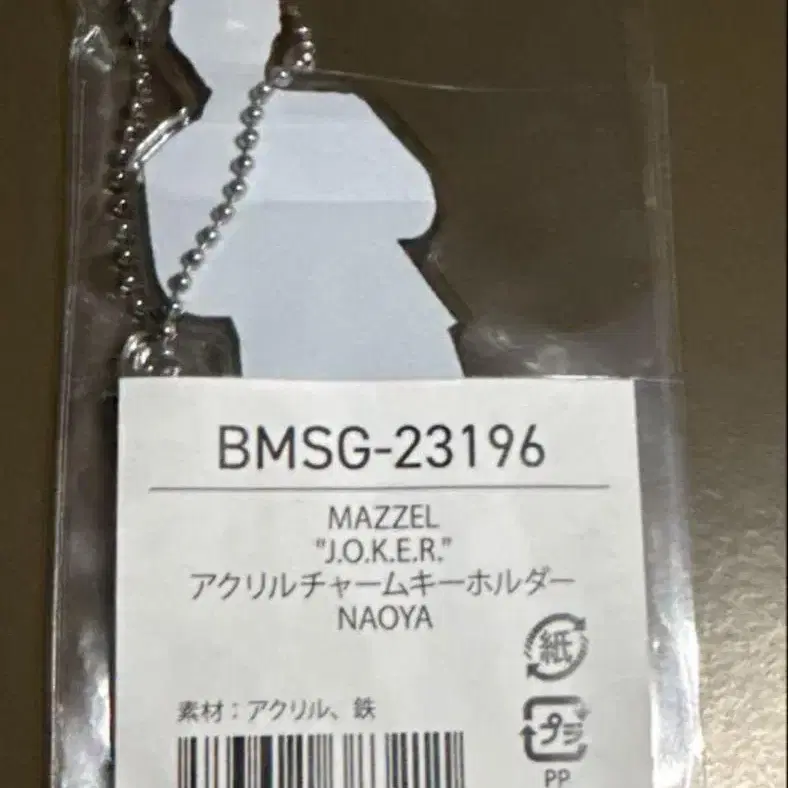 BMSG-23196
MAZZEL
"J.O.K.E.R."
アクリルチャームキーホルダー
NAOYA
紙
素材：アクリル、鉄
プラ
PP